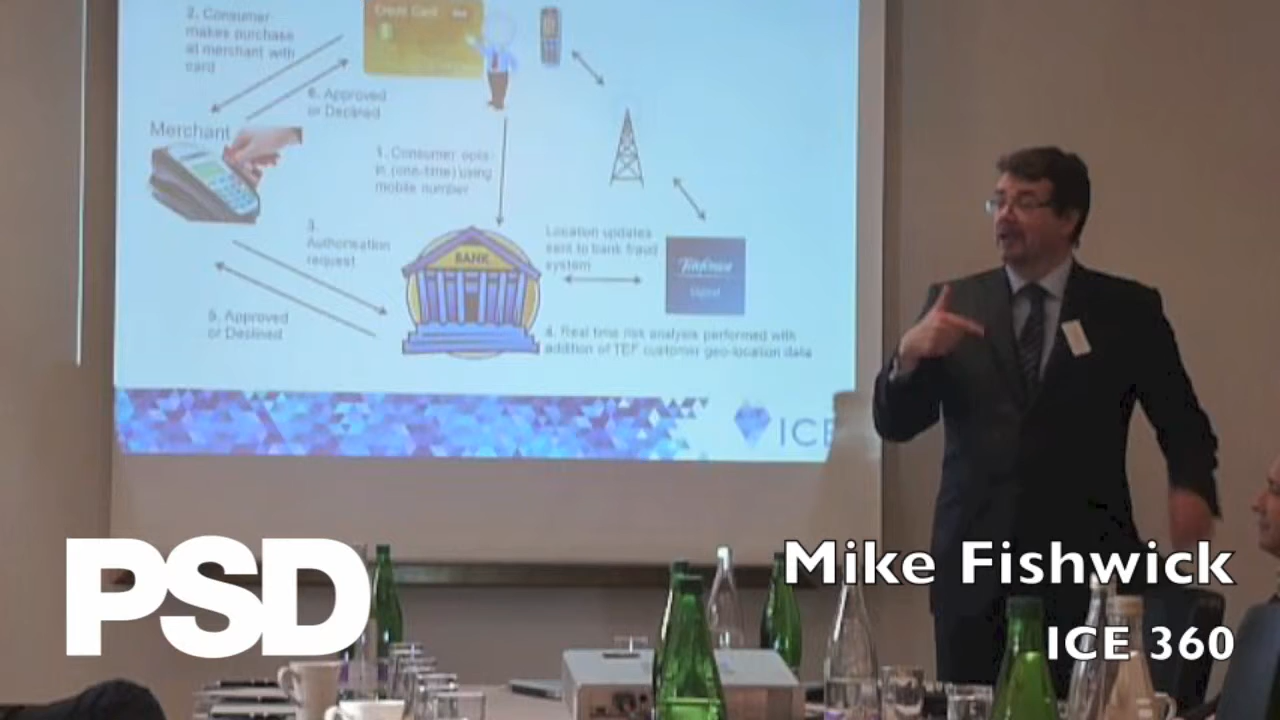 2. Consumer
makes purchase
at merchant with
card
Credit Card
6. Approved
or Declined
Merchant
1. Consumer opts-
in (one-time) using
mobile number
3.
Authorisation
request
BANK
Location updates
sent to bank fraud
system
Telefonica
5. Approved
or Declined
4. Real time risk analysis performed with
addition of TEF customer geo-location data
ICE
PSD
Mike Fishwick
ICE 360